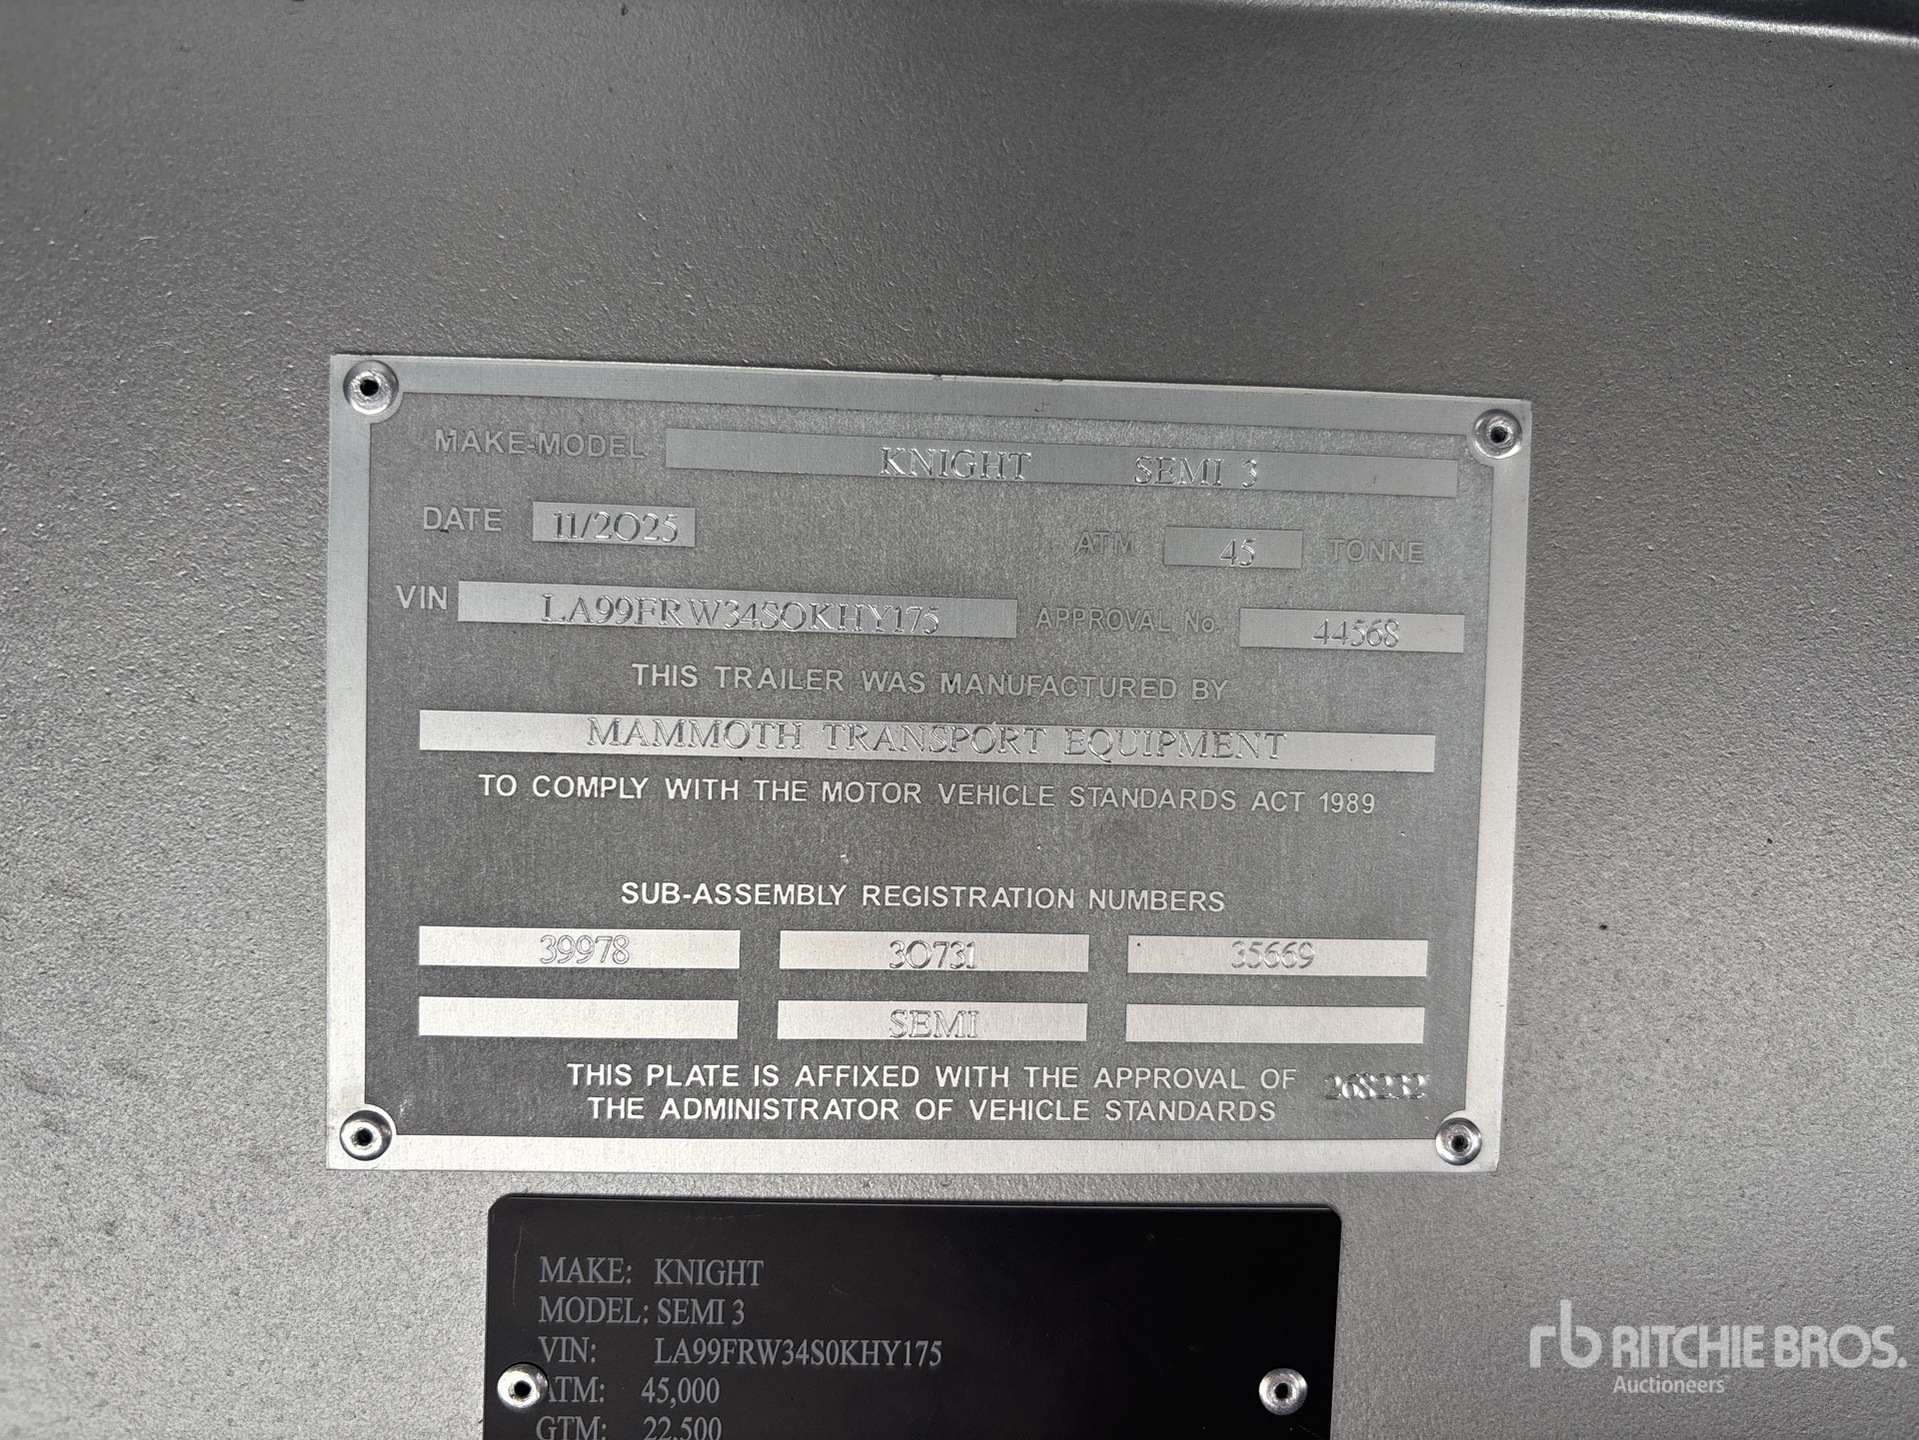 MAKE-MODEL KNIGHT SEMI 3
DATE 11/2025 ATM 45 TONNE
VIN LA99FRW34S0KHY175 APPROVAL No. 44568
THIS TRAILER WAS MANUFACTURED BY
MAMMOTH TRANSPORT EQUIPMENT
TO COMPLY WITH THE MOTOR VEHICLE STANDARDS ACT 1989
SUB-ASSEMBLY REGISTRATION NUMBERS
39978 30731 35669
SEMI
THIS PLATE IS AFFIXED WITH THE APPROVAL OF 268232
THE ADMINISTRATOR OF VEHICLE STANDARDS
MAKE: KNIGHT
MODEL: SEMI 3
VIN: LA99FRW34S0KHY175
ATM: 45,000
GTM: 22,500
rb RITCHIE BROS.
Auctioneers